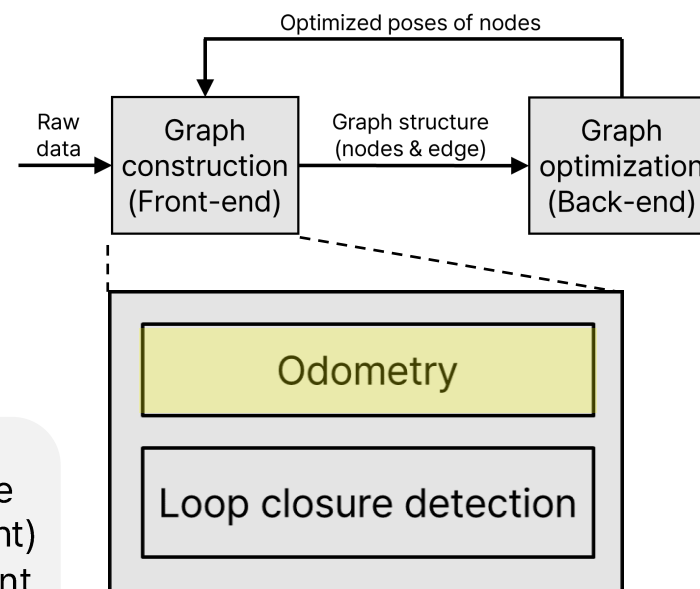 Optimized poses of nodes
Raw
data
Graph
construction
(Front-end)
Graph structure
(nodes & edge)
Graph
optimization
(Back-end)
Odometry
Loop closure detection